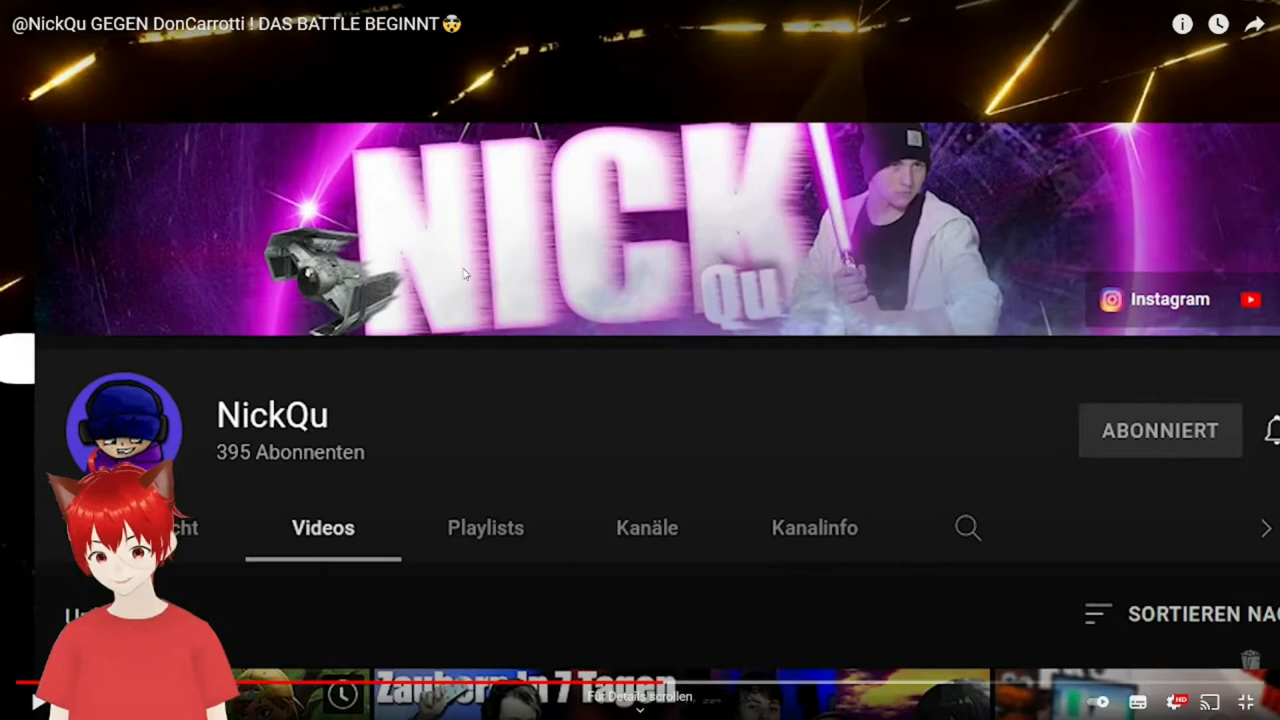 @NickQu GEGEN DonCarrotti ! DAS BATTLE BEGINNT🤯
NICK
Qu
Instagram
NickQu
395 Abonnenten
ABONNIERT
cht
Videos
Playlists
Kanäle
Kanalinfo
SORTIEREN NAC
Zaubern in 7 Tagen
Für Details scrollen
HD